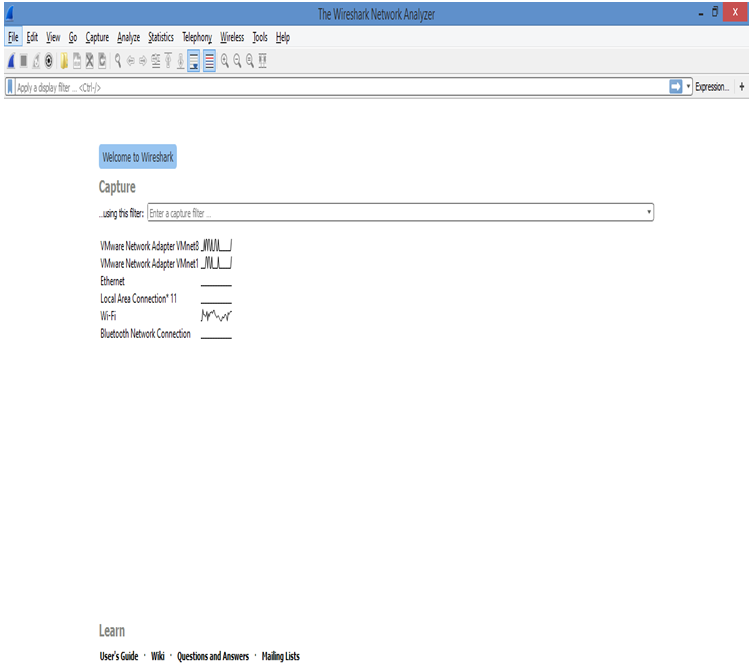 The Wireshark Network Analyzer
X
File Edit View Go Capture Analyze Statistics Telephony Wireless Tools Help
Apply a display filter ... <Ctrl-/> Expression... +
Welcome to Wireshark
Capture
...using this filter: Enter a capture filter ...
VMware Network Adapter VMnet8
VMware Network Adapter VMnet1
Ethernet
Local Area Connection* 11
Wi-Fi
Bluetooth Network Connection
Learn
User's Guide · Wiki · Questions and Answers · Mailing Lists